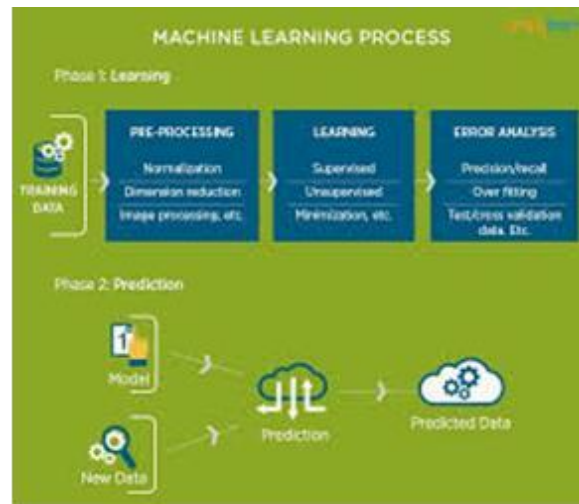 MACHINE LEARNING PROCESS
Phase 1: Learning
TRAINING
DATA
PRE-PROCESSING
Normalization
Dimension reduction
Image processing, etc.
LEARNING
Supervised
Unsupervised
Minimization, etc.
ERROR ANALYSIS
Precision/recall
Over fitting
Test/cross validation
data. Etc.
Phase 2: Prediction
1
Model
New Data
Prediction
Predicted Data